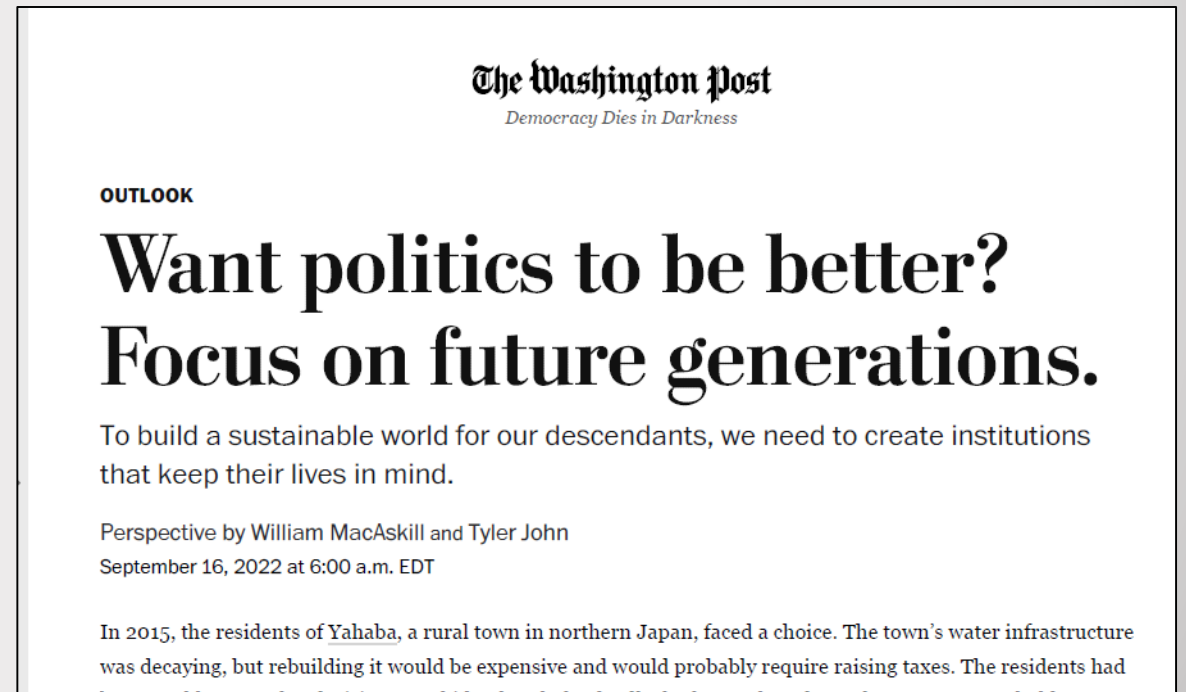 The Washington Post
Democracy Dies in Darkness
OUTLOOK
Want politics to be better?
Focus on future generations.
To build a sustainable world for our descendants, we need to create institutions
that keep their lives in mind.
Perspective by William MacAskill and Tyler John
September 16, 2022 at 6:00 a.m. EDT
In 2015, the residents of Yahaba, a rural town in northern Japan, faced a choice. The town’s water infrastructure
was decaying, but rebuilding it would be expensive and would probably require raising taxes. The residents had